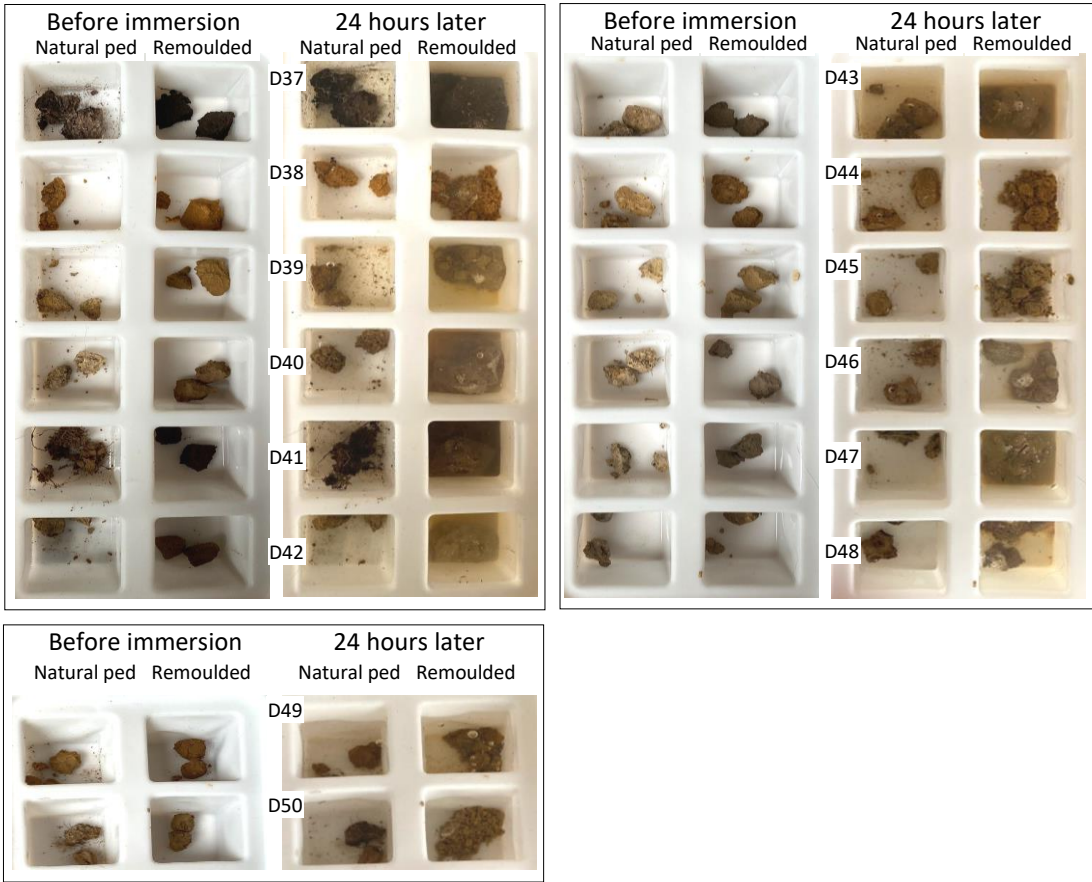 Before immersion 24 hours later
Natural ped Remoulded Natural ped Remoulded
D37
D38
D39
D40
D41
D42
Before immersion 24 hours later
Natural ped Remoulded Natural ped Remoulded
D43
D44
D45
D46
D47
D48
Before immersion 24 hours later
Natural ped Remoulded Natural ped Remoulded
D49
D50